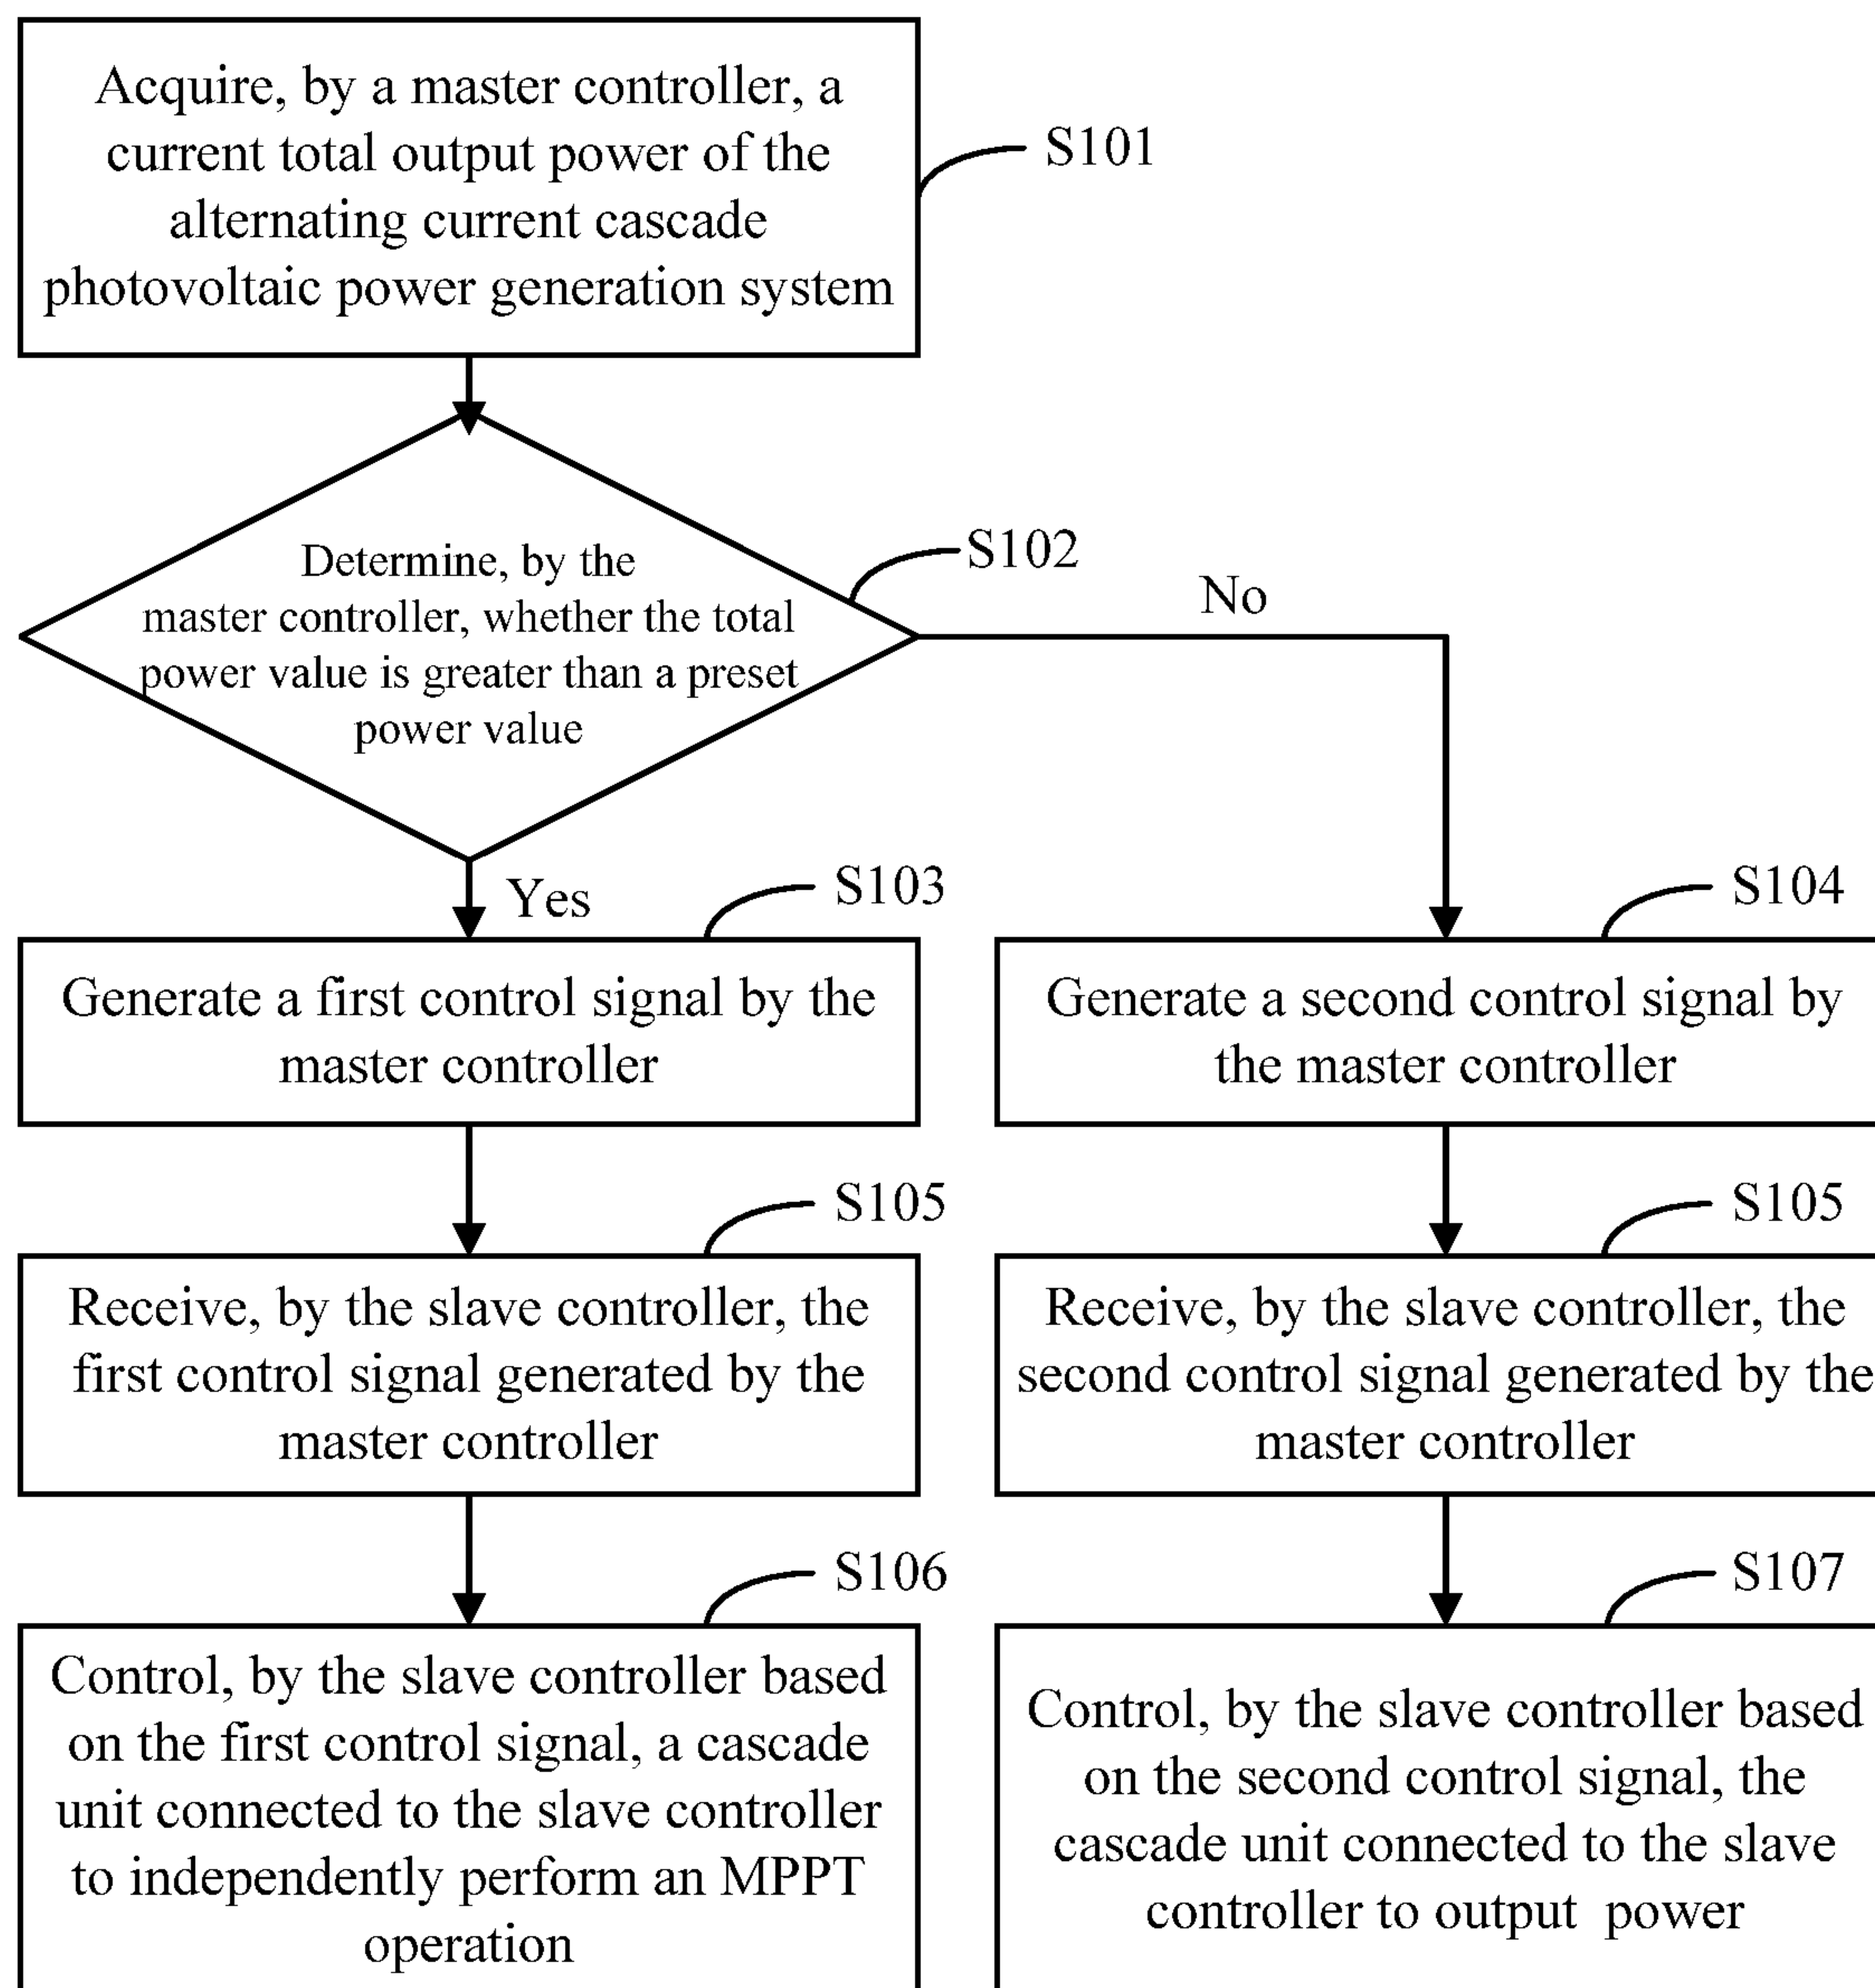 Acquire, by a master controller, a
current total output power of the
alternating current cascade
photovoltaic power generation system
S101
Determine, by the
master controller, whether the total
power value is greater than a preset
power value
S102
No
Yes
S103
Generate a first control signal by the
master controller
S104
Generate a second control signal by
the master controller
S105
Receive, by the slave controller, the
first control signal generated by the
master controller
S105
Receive, by the slave controller, the
second control signal generated by the
master controller
S106
Control, by the slave controller based
on the first control signal, a cascade
unit connected to the slave controller
to independently perform an MPPT
operation
S107
Control, by the slave controller based
on the second control signal, the
cascade unit connected to the slave
controller to output  power